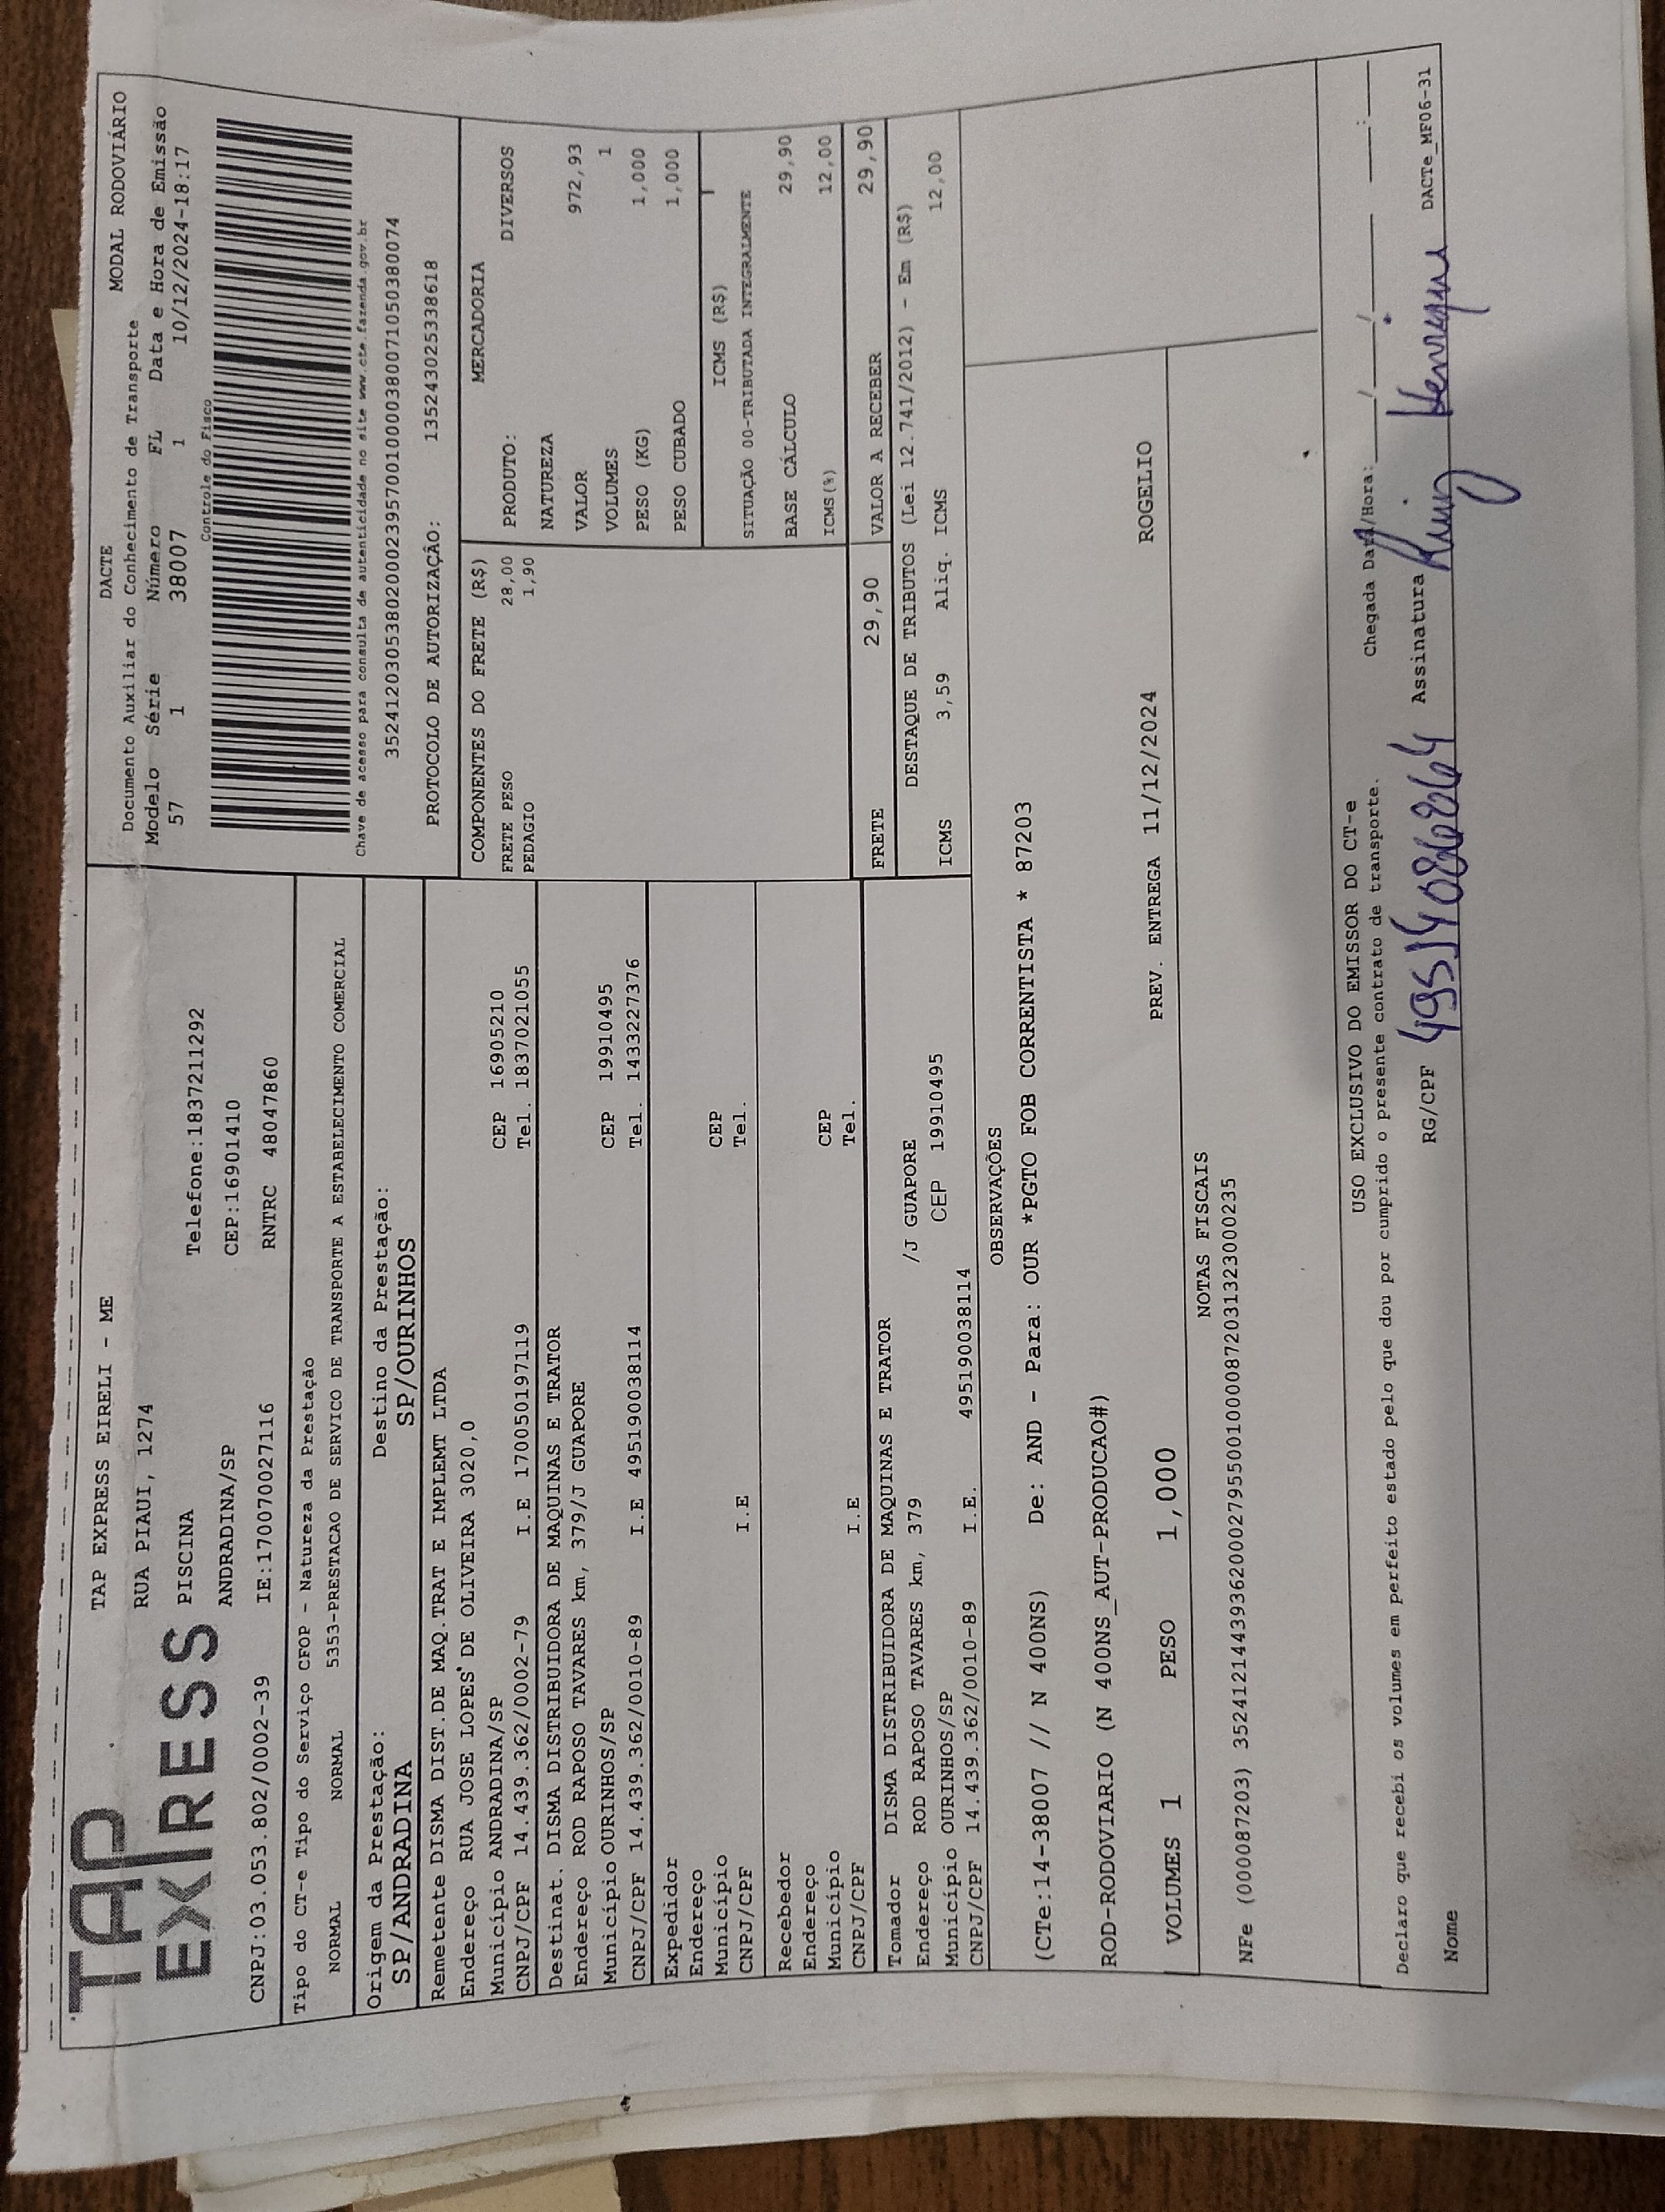 TAP
EXPRESS
TAP EXPRESS EIRELI - ME
RUA PIAUI, 1274
PISCINA
Telefone:1837211292
ANDRADINA/SP
CEP:16901410
CNPJ:03.053.802/0002-39
IE:170070027116
RNTRC 48047860
DACTE
MODAL RODOVIÁRIO
Documento Auxiliar do Conhecimento de Transporte
Modelo Série Número FL Data e Hora de Emissão
57 1 38007 1 10/12/2024-18:17
Controle do Fisco
Chave de acesso para consulta de autenticidade no site www.cte.fazenda.gov.br
35241203053802000239570010000380071050380074
PROTOCOLO DE AUTORIZAÇÃO: 135243025338618
Tipo do CT-e Tipo do Serviço CFOP - Natureza da Prestação
NORMAL NORMAL 5353-PRESTACAO DE SERVICO DE TRANSPORTE A ESTABELECIMENTO COMERCIAL
Origem da Prestação: Destino da Prestação:
SP/ANDRADINA SP/OURINHOS
Remetente DISMA DIST.DE MAQ.TRAT E IMPLEMT LTDA
Endereço RUA JOSE LOPES DE OLIVEIRA 3020,0
Município ANDRADINA/SP CEP 16905210
CNPJ/CPF 14.439.362/0002-79 I.E 170050197119 Tel. 1837021055
Destinat. DISMA DISTRIBUIDORA DE MAQUINAS E TRATOR
Endereço ROD RAPOSO TAVARES km, 379/J GUAPORE
Município OURINHOS/SP CEP 19910495
CNPJ/CPF 14.439.362/0010-89 I.E 495190038114 Tel. 1433227376
Expedidor
Endereço
Município CEP
CNPJ/CPF I.E Tel.
Recebedor
Endereço
Município CEP
CNPJ/CPF I.E Tel.
Tomador DISMA DISTRIBUIDORA DE MAQUINAS E TRATOR
Endereço ROD RAPOSO TAVARES km, 379 /J GUAPORE
Município OURINHOS/SP CEP 19910495
CNPJ/CPF 14.439.362/0010-89 I.E. 495190038114
COMPONENTES DO FRETE (R$)
FRETE PESO 28,00
PEDAGIO 1,90
MERCADORIA
PRODUTO: DIVERSOS
NATUREZA
VALOR 972,93
VOLUMES 1
PESO (KG) 1,000
PESO CUBADO 1,000
ICMS (R$)
SITUAÇÃO 00-TRIBUTADA INTEGRALMENTE
BASE CÁLCULO 29,90
ICMS(%) 12,00
FRETE 29,90 VALOR A RECEBER 29,90
DESTAQUE DE TRIBUTOS (Lei 12.741/2012) - Em (R$)
ICMS 3,59 Aliq. ICMS 12,00
OBSERVAÇÕES
(CTe:14-38007 // N 400NS) De: AND - Para: OUR *PGTO FOB CORRENTISTA * 87203
ROD-RODOVIARIO (N 400NS_AUT-PRODUCAO#)
VOLUMES 1 PESO 1,000 PREV. ENTREGA 11/12/2024 ROGELIO
NOTAS FISCAIS
NFe (000087203) 35241214439362000279550010000872031323000235
USO EXCLUSIVO DO EMISSOR DO CT-e
Declaro que recebi os volumes em perfeito estado pelo que dou por cumprido o presente contrato de transporte. Chegada Data/Hora:___/___/___ ___:___
Nome RG/CPF Assinatura Henrique DACTe_MF06-31